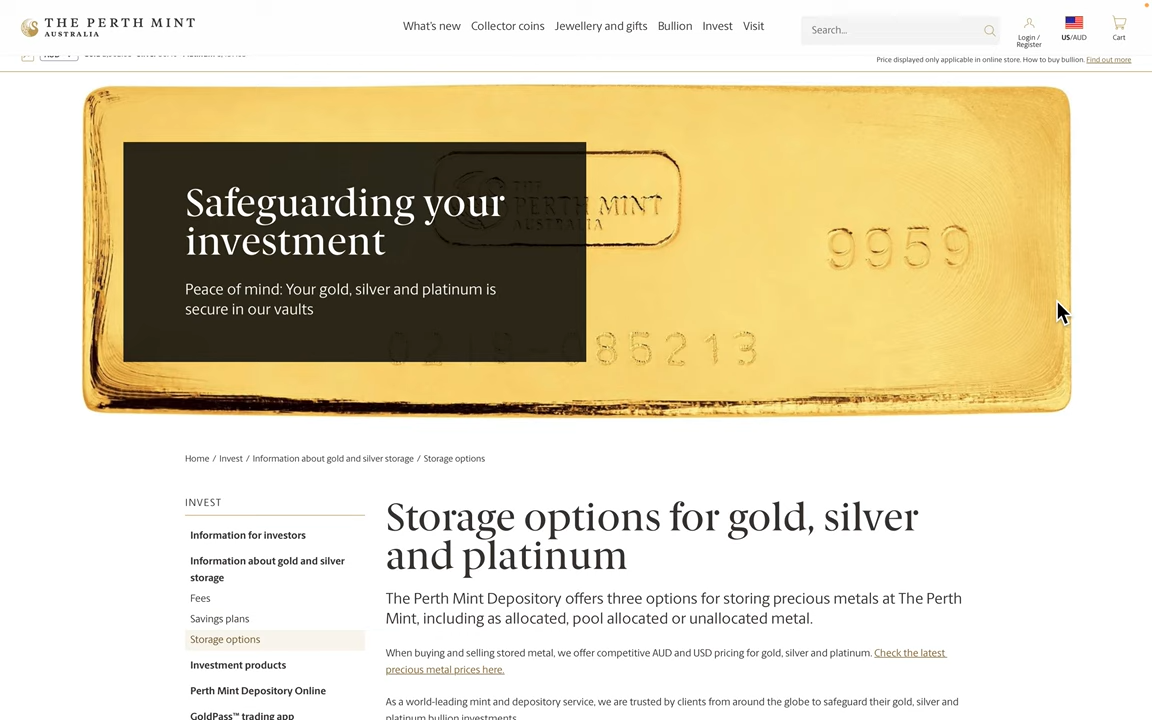 THE PERTH MINT
AUSTRALIA
What's new
Collector coins
Jewellery and gifts
Bullion
Invest
Visit
Search...
Login /
Register
US/AUD
Cart
Price displayed only applicable in online store. How to buy bullion. Find out more
Safeguarding your
investment
Peace of mind: Your gold, silver and platinum is
secure in our vaults
THE
PERTH MINT
AUSTRALIA
9959
85213
Home / Invest / Information about gold and silver storage / Storage options
INVEST
Information for investors
Information about gold and silver
storage
Fees
Savings plans
Storage options
Investment products
Perth Mint Depository Online
GoldPass™ trading app
Storage options for gold, silver
and platinum
The Perth Mint Depository offers three options for storing precious metals at The Perth
Mint, including as allocated, pool allocated or unallocated metal.
When buying and selling stored metal, we offer competitive AUD and USD pricing for gold, silver and platinum. Check the latest
precious metal prices here.
As a world-leading mint and depository service, we are trusted by clients from around the globe to safeguard their gold, silver and
platinum bullion investments.